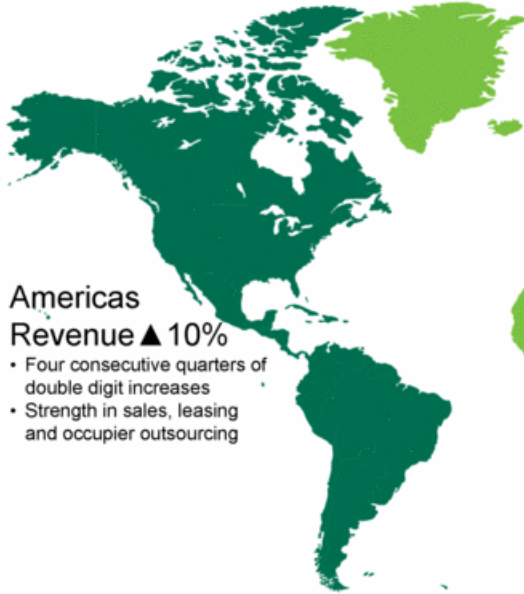 Americas
Revenue ▲ 10%
• Four consecutive quarters of
double digit increases
• Strength in sales, leasing
and occupier outsourcing